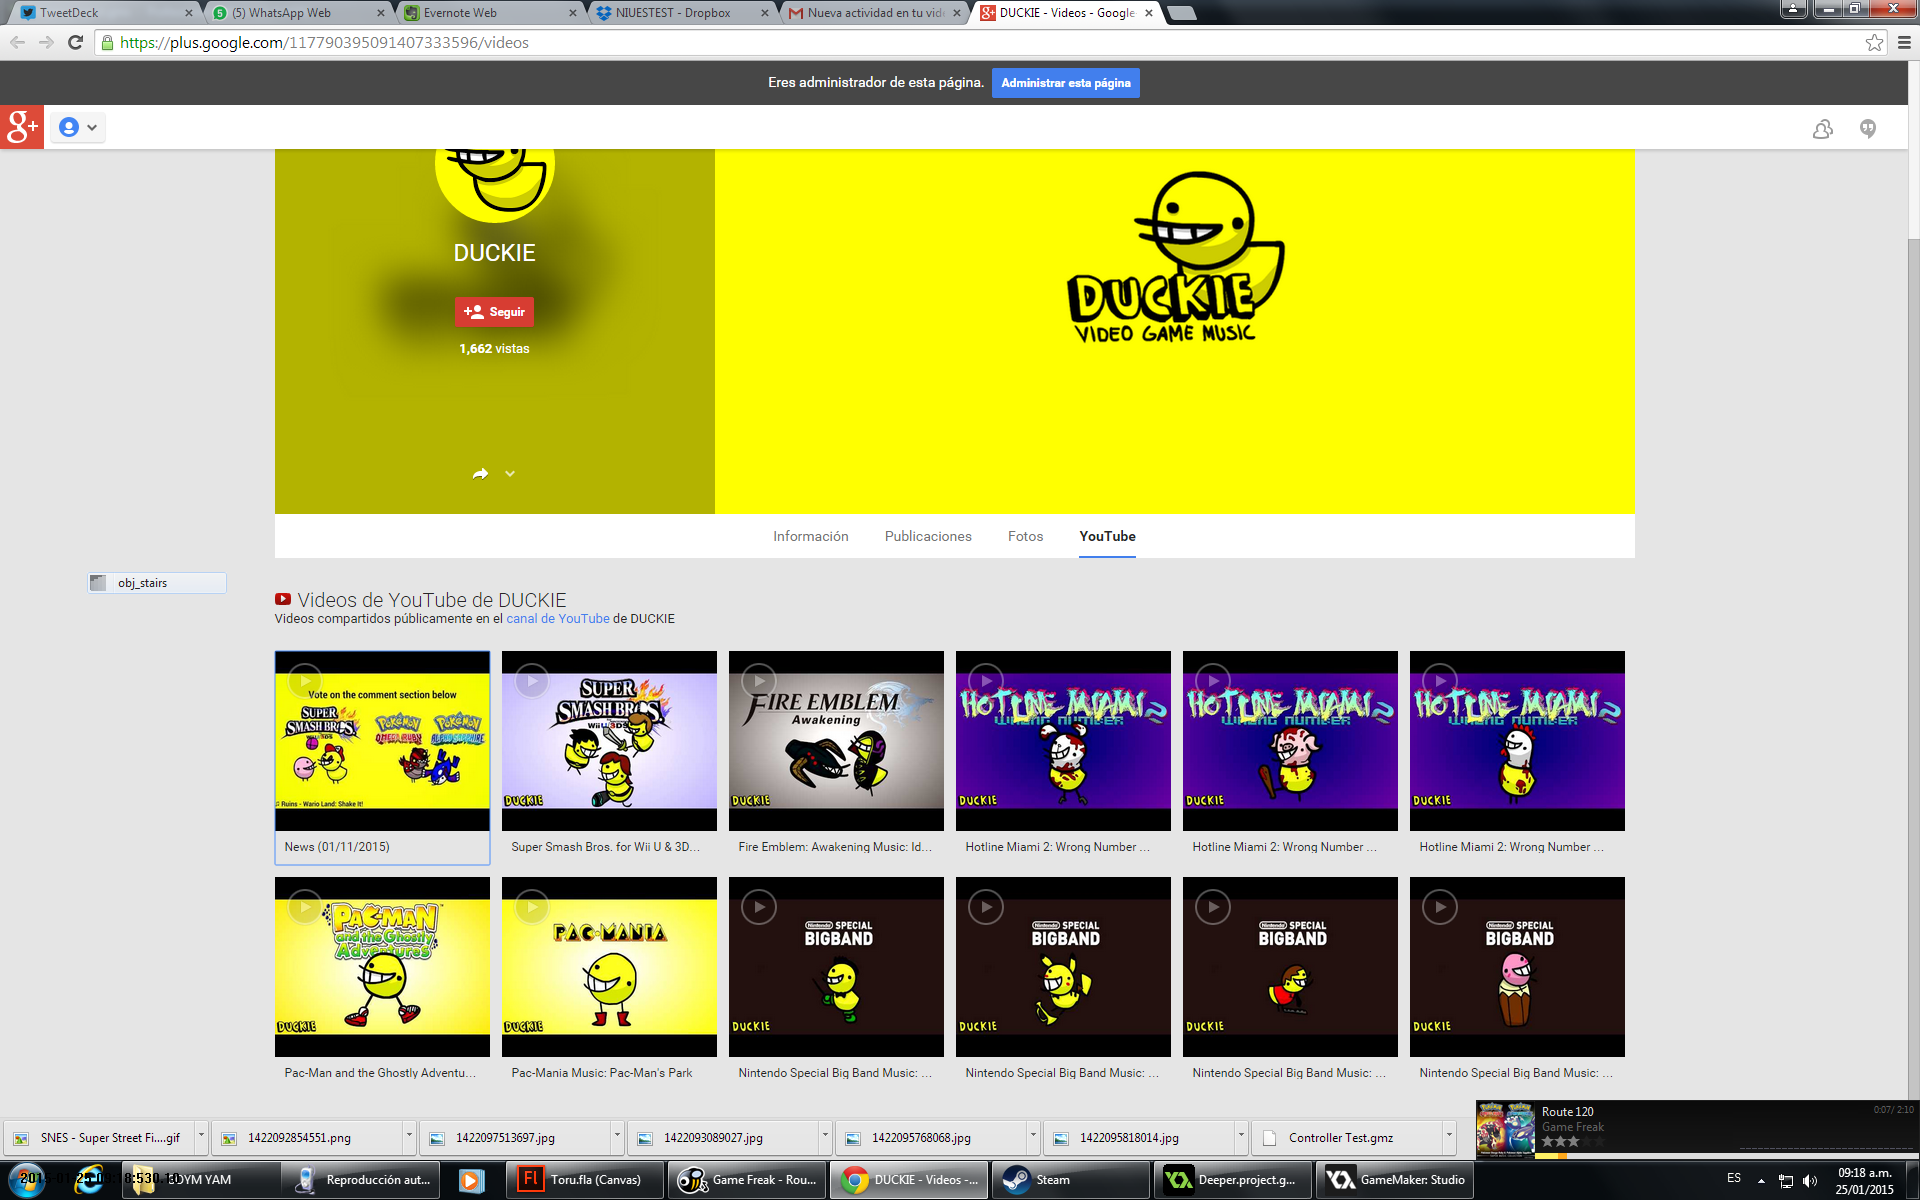 TweetDeck
(5) WhatsApp Web
Evernote Web
NIUESTEST - Dropbox
Nueva actividad en tu vid
DUCKIE - Videos - Google
https://plus.google.com/117790395091407333596/videos
Eres administrador de esta página.
Administrar esta página
g+
DUCKIE
Seguir
1,662 vistas
DUCKIE
VIDEO GAME MUSIC
Información
Publicaciones
Fotos
YouTube
obj_stairs
Videos de YouTube de DUCKIE
Videos compartidos públicamente en el canal de YouTube de DUCKIE
Vote on the comment section below
SUPER SMASH BROS.
POKÉMON OMEGA RUBY
POKÉMON ALPHA SAPPHIRE
Ruins - Wario Land: Shake It!
News (01/11/2015)
SUPER SMASH BROS.
Wii U 3DS
DUCKIE
Super Smash Bros. for Wii U & 3D...
FIRE EMBLEM
Awakening
DUCKIE
Fire Emblem: Awakening Music: Id...
HOTLINE MIAMI 2
WRONG NUMBER
DUCKIE
Hotline Miami 2: Wrong Number ...
HOTLINE MIAMI 2
WRONG NUMBER
DUCKIE
Hotline Miami 2: Wrong Number ...
HOTLINE MIAMI 2
WRONG NUMBER
DUCKIE
Hotline Miami 2: Wrong Number ...
PAC-MAN
and the Ghostly
Adventures
DUCKIE
Pac-Man and the Ghostly Adventu...
PAC-MANIA
DUCKIE
Pac-Mania Music: Pac-Man's Park
Nintendo SPECIAL
BIGBAND
DUCKIE
Nintendo Special Big Band Music: ...
Nintendo SPECIAL
BIGBAND
DUCKIE
Nintendo Special Big Band Music: ...
Nintendo SPECIAL
BIGBAND
DUCKIE
Nintendo Special Big Band Music: ...
Nintendo SPECIAL
BIGBAND
DUCKIE
Nintendo Special Big Band Music: ...
Route 120
Game Freak
0:07/ 2:10
SNES - Super Street Fi....gif
1422092854551.png
1422097513697.jpg
1422093089027.jpg
1422095768068.jpg
1422095818014.jpg
Controller Test.gmz
YAM
Reproducción aut...
Toru.fla (Canvas)
Game Freak - Rou...
DUCKIE - Videos -...
Steam
Deeper.project.g...
GameMaker: Studio
ES
09:18 a.m.
25/01/2015